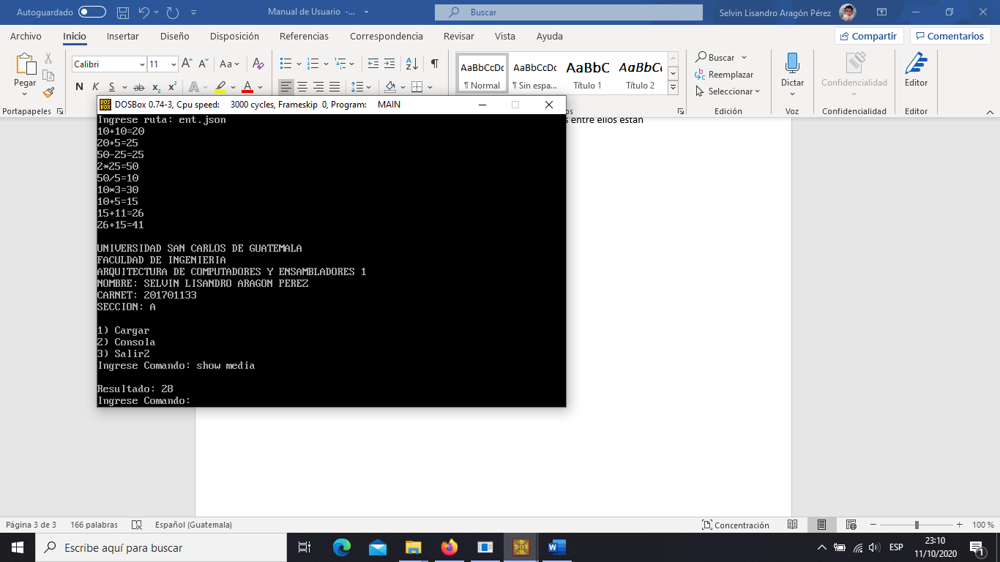 Autoguardado
Manual de Usuario -...
Buscar
Selvin Lisandro Aragón Pérez
Archivo
Inicio
Insertar
Diseño
Disposición
Referencias
Correspondencia
Revisar
Vista
Ayuda
Compartir
Comentarios
Pegar
Portapapeles
Calibri
11
Aa
N K S ab x₂ x²
AaBbCcDc
¶ Normal
AaBbCcDc
¶ Sin espa...
AaBbC
Título 1
AaBbCc
Título 2
Buscar
Reemplazar
Seleccionar
Edición
Dictar
Voz
Confidencialidad
Confidencialidad
Editor
Editor
DOSBox 0.74-3, Cpu speed: 3000 cycles, Frameskip 0, Program: MAIN
entre ellos están
Ingrese ruta: ent.json
10+10=20
20+5=25
50-25=25
2*25=50
50/5=10
10*3=30
10+5=15
15+11=26
26+15=41
UNIVERSIDAD SAN CARLOS DE GUATEMALA
FACULDAD DE INGENIERIA
ARQUITECTURA DE COMPUTADORES Y ENSAMBLADORES 1
NOMBRE: SELVIN LISANDRO ARAGON PEREZ
CARNET: 201701133
SECCION: A
1) Cargar
2) Consola
3) Salir2
Ingrese Comando: show media
Resultado: 28
Ingrese Comando:
Página 3 de 3
166 palabras
Español (Guatemala)
Concentración
100 %
Escribe aquí para buscar
ESP
23:10
11/10/2020
1